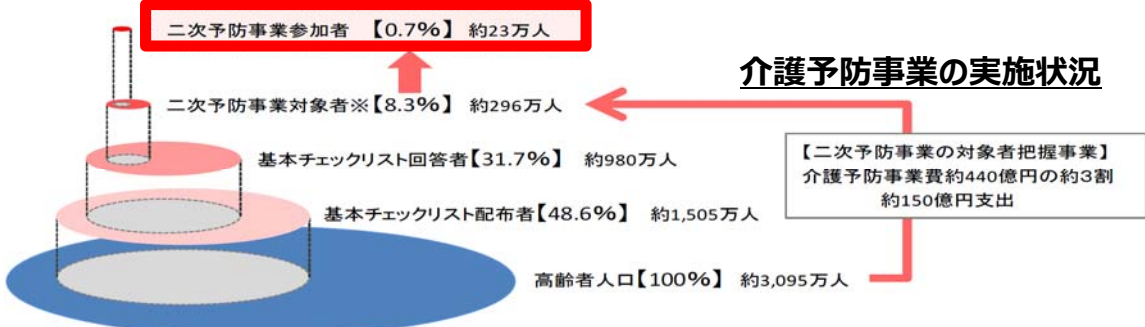 二次予防事業参加者 【0.7%】 約23万人
介護予防事業の実施状況
二次予防事業対象者※【8.3%】 約296万人
基本チェックリスト回答者【31.7%】 約980万人
【二次予防事業の対象者把握事業】
介護予防事業費約440億円の約3割
約150億円支出
基本チェックリスト配布者【48.6%】 約1,505万人
高齢者人口【100%】 約3,095万人